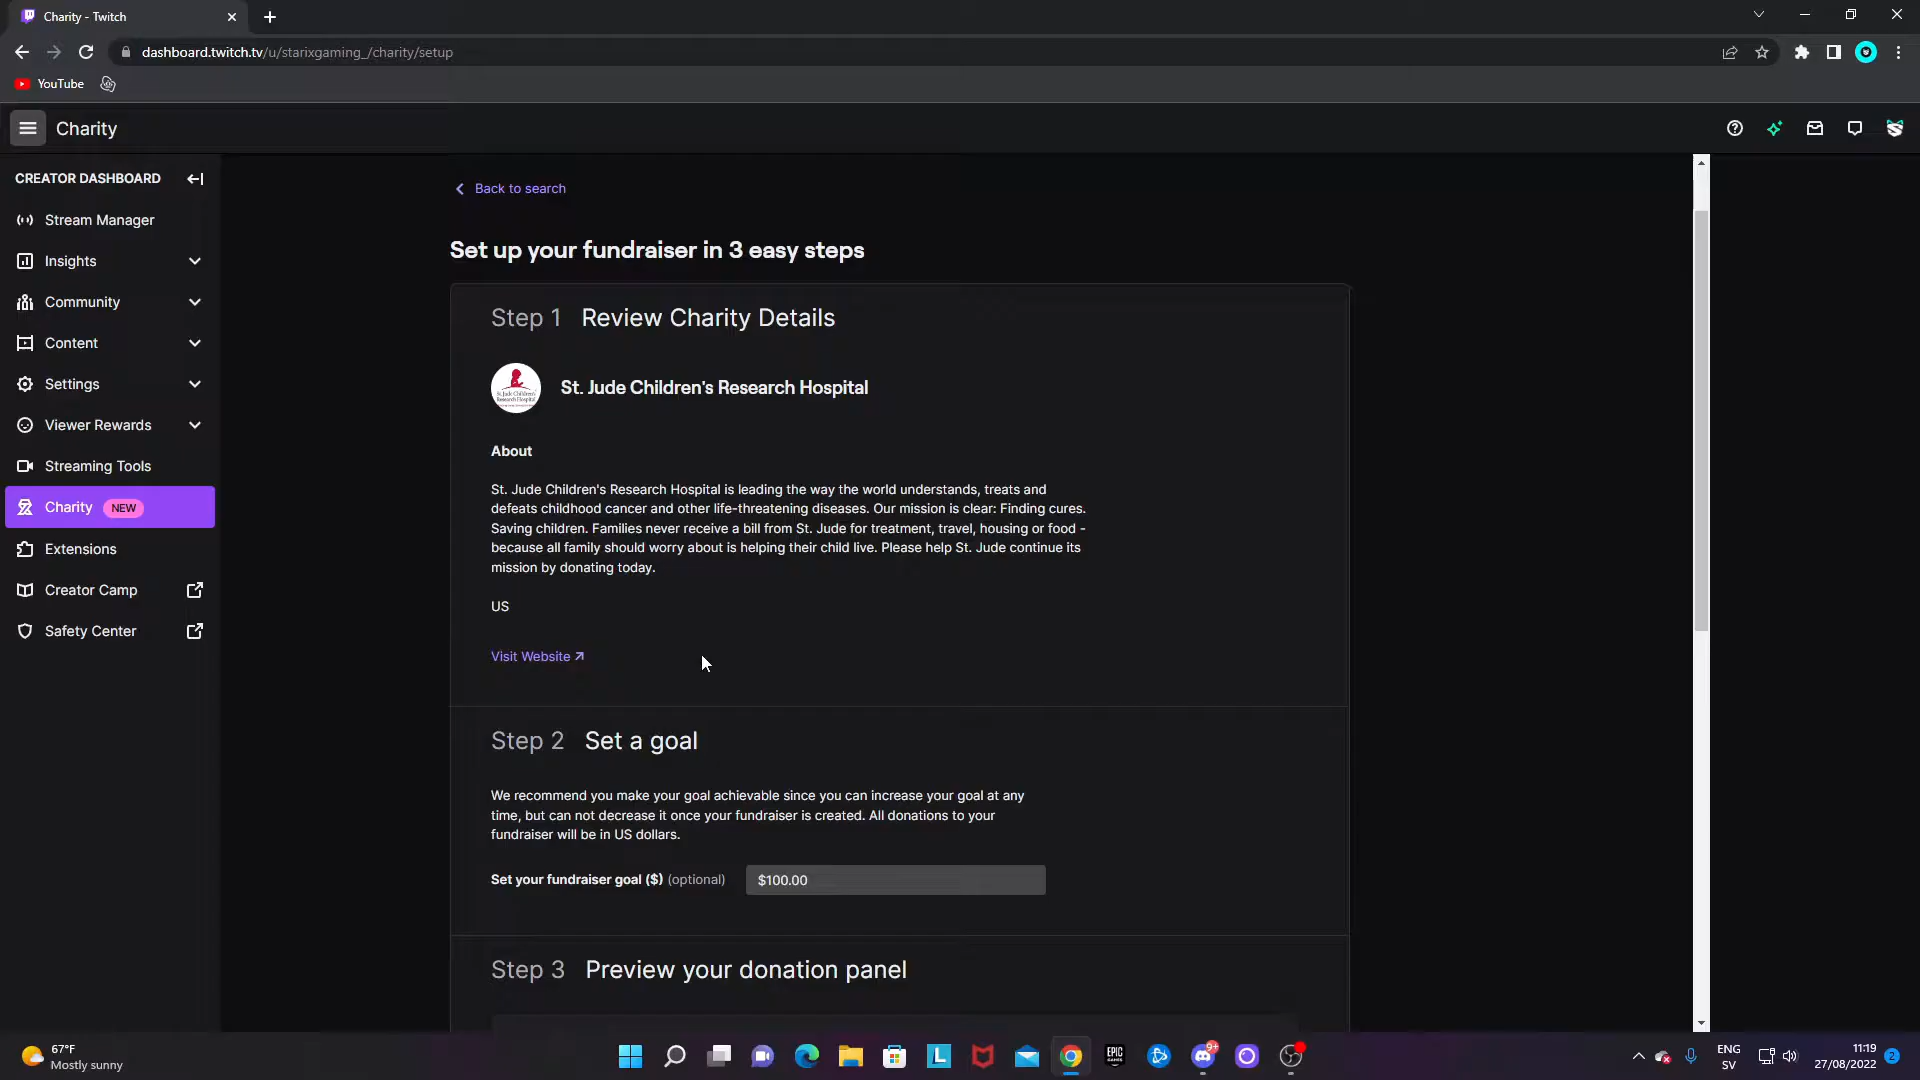 Charity - Twitch
dashboard.twitch.tv/u/starixgaming_/charity/setup
YouTube
Charity
CREATOR DASHBOARD
Stream Manager
Insights
Community
Content
Settings
Viewer Rewards
Streaming Tools
Charity NEW
Extensions
Creator Camp
Safety Center
Back to search
Set up your fundraiser in 3 easy steps
Step 1 Review Charity Details
St. Jude Children's Research Hospital
St. Jude Children's Research Hospital
About
St. Jude Children's Research Hospital is leading the way the world understands, treats and
defeats childhood cancer and other life-threatening diseases. Our mission is clear: Finding cures.
Saving children. Families never receive a bill from St. Jude for treatment, travel, housing or food -
because all family should worry about is helping their child live. Please help St. Jude continue its
mission by donating today.
US
Visit Website
Step 2 Set a goal
We recommend you make your goal achievable since you can increase your goal at any
time, but can not decrease it once your fundraiser is created. All donations to your
fundraiser will be in US dollars.
Set your fundraiser goal ($) (optional) $100.00
Step 3 Preview your donation panel
67°F
Mostly sunny
L
EPIC
GAMES
9+
ENG
SV
11:19
27/08/2022
2